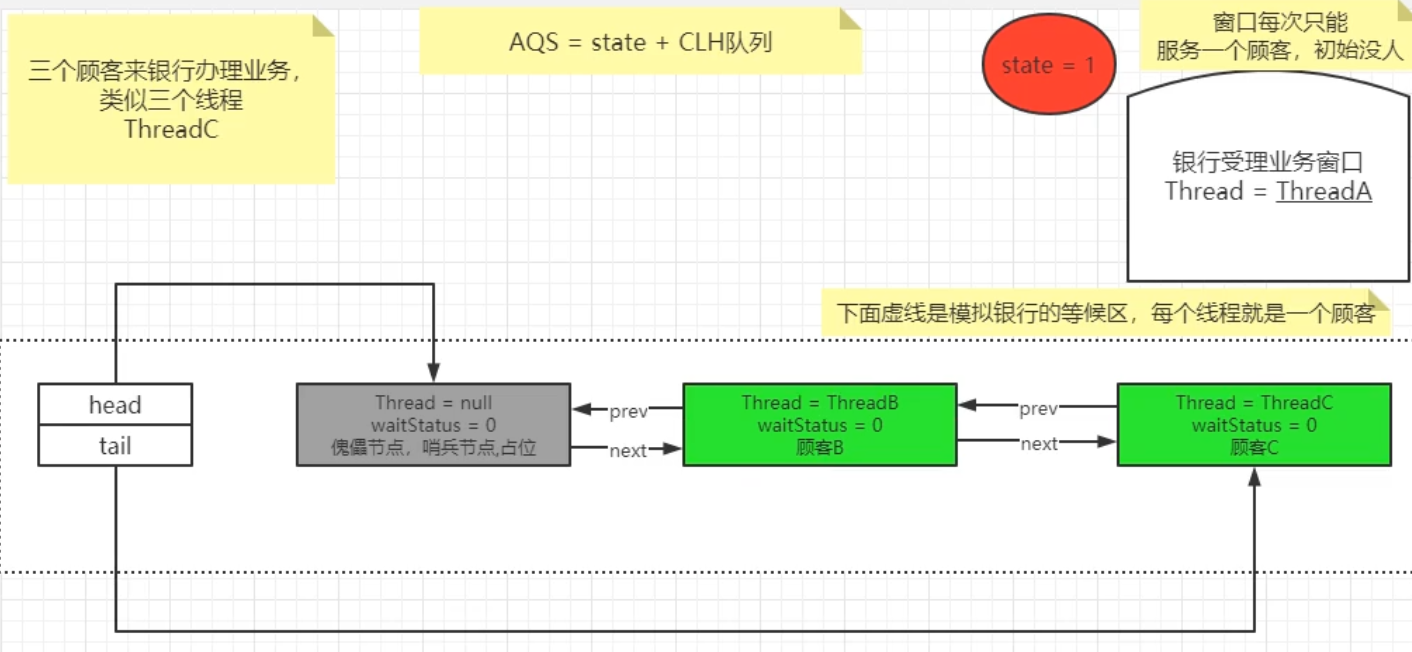 三个顾客来银行办理业务，
类似三个线程
ThreadC
AQS = state + CLH队列
state = 1
窗口每次只能
服务一个顾客，初始没人
银行受理业务窗口
Thread = ThreadA
下面虚线是模拟银行的等候区，每个线程就是一个顾客
head
tail
Thread = null
waitStatus = 0
傀儡节点，哨兵节点,占位
prev
next
Thread = ThreadB
waitStatus = 0
顾客B
prev
next
Thread = ThreadC
waitStatus = 0
顾客C